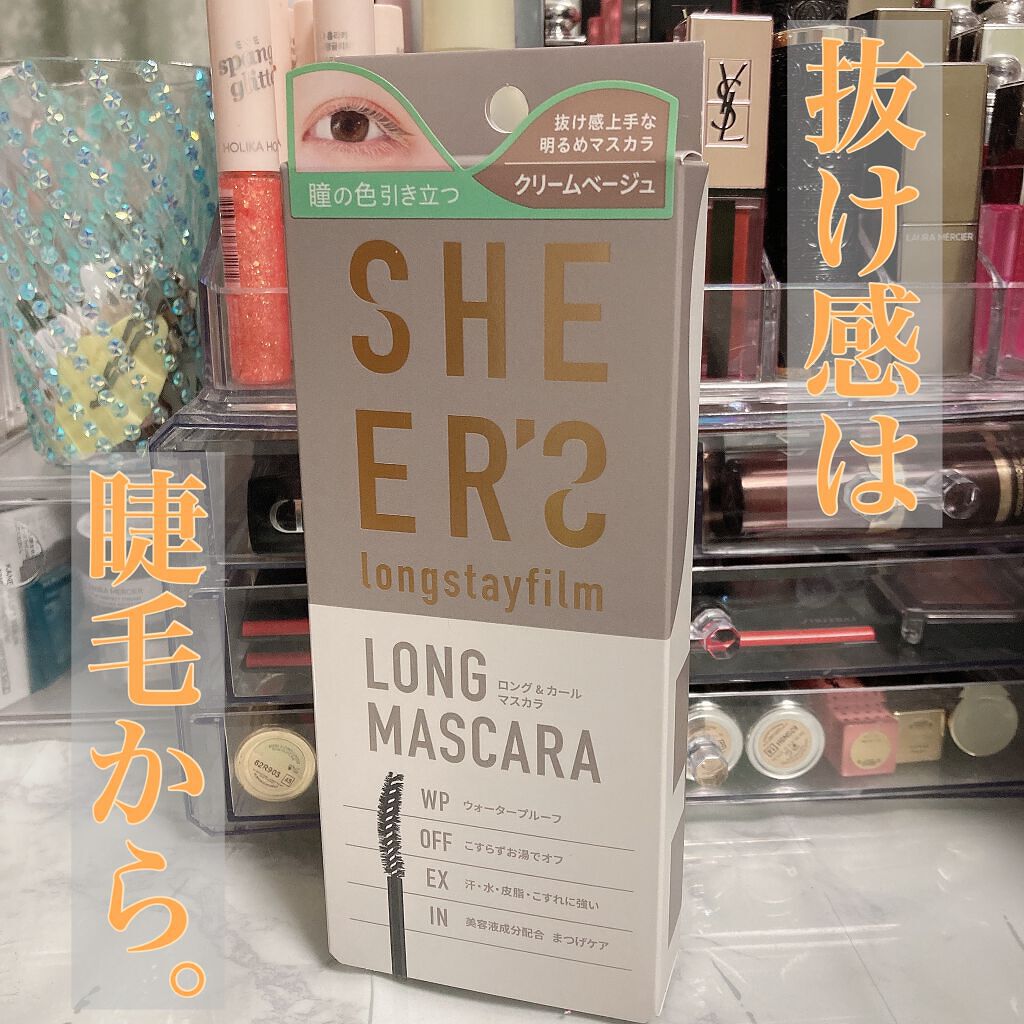 抜け感は
睫毛から。
抜け感上手な
明るめマスカラ
クリームベージュ
瞳の色引き立つ
SHE
ER'S
longstayfilm
LONG
MASCARA
ロング&カール
マスカラ
WP ウォータープルーフ
OFF こすらずお湯でオフ
EX 汗・水・皮脂・こすれに強い
IN 美容液成分配合 まつげケア
HOLIKA HO
YSL
LAURA MERCIER
62R903